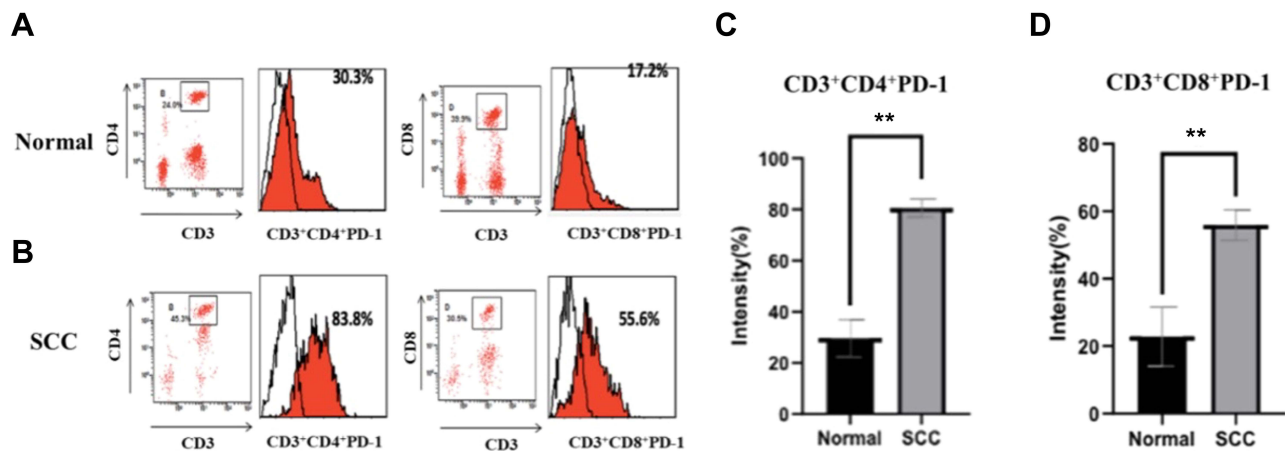 A
Normal
CD4
B
24.0%
CD3
30.3%
CD3⁺CD4⁺PD-1
CD8
D
CD3
17.2%
CD3⁺CD8⁺PD-1
B
SCC
CD4
B
CD3
83.8%
CD3⁺CD4⁺PD-1
CD8
D
CD3
55.6%
CD3⁺CD8⁺PD-1
C
CD3⁺CD4⁺PD-1
**
Intensity(%)
100
80
60
40
20
0
Normal SCC
D
CD3⁺CD8⁺PD-1
**
Intensity(%)
80
60
40
20
0
Normal SCC